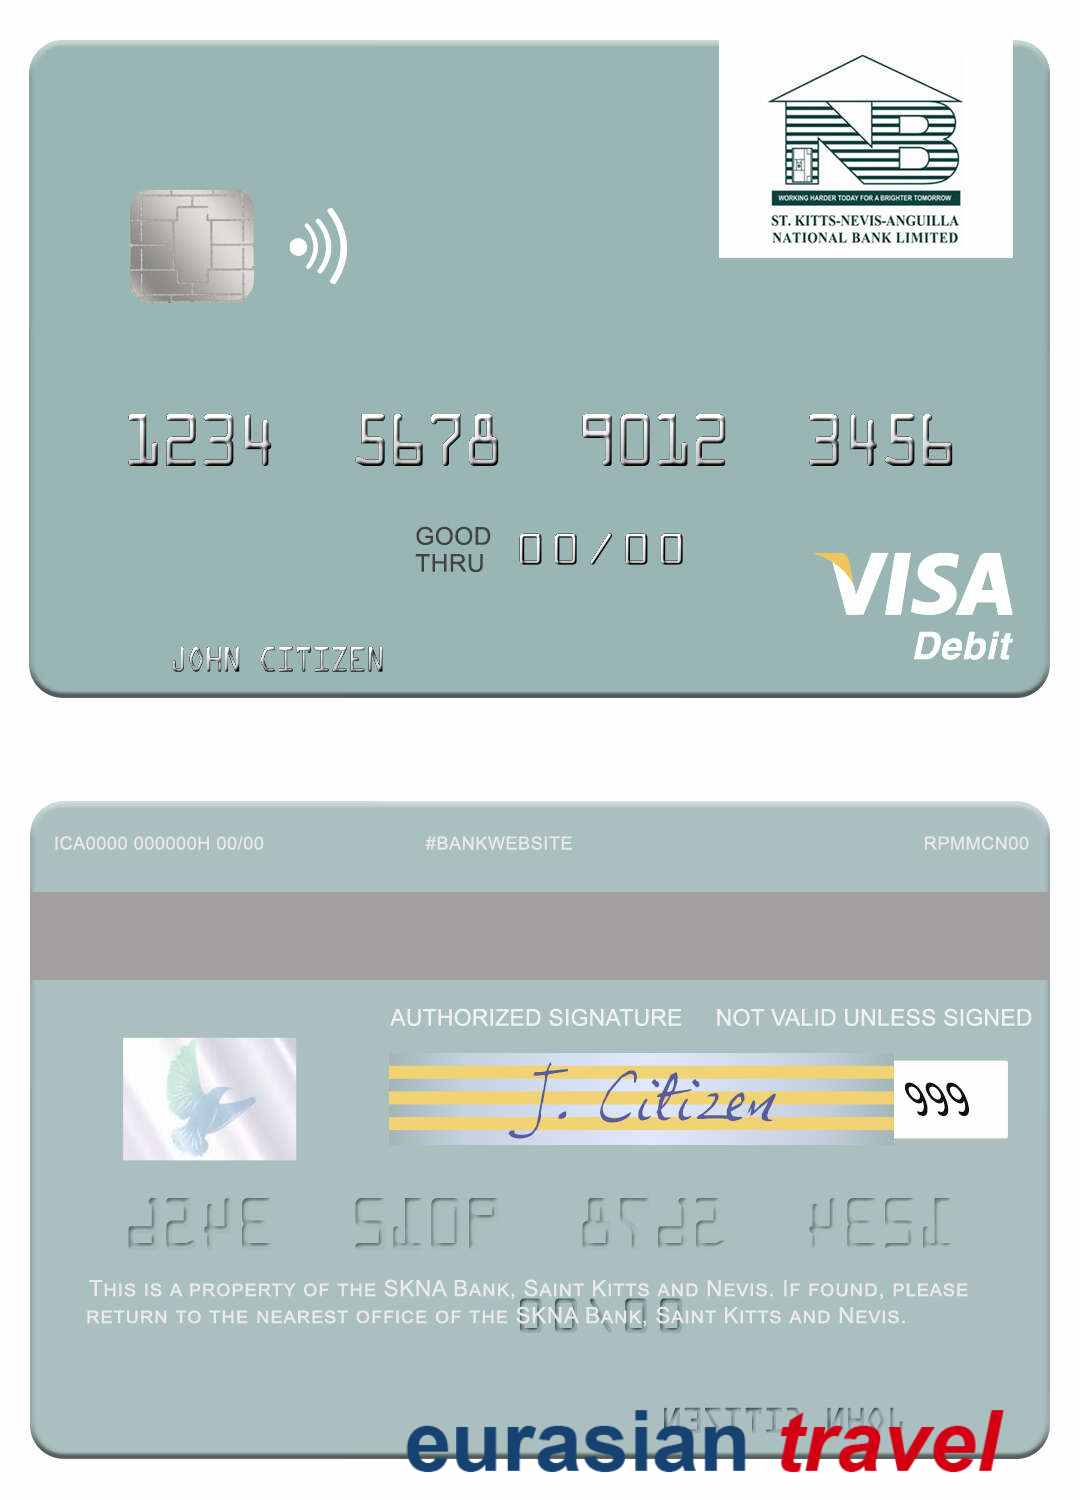 WORKING HARDER TODAY FOR A BRIGHTER TOMORROW
ST. KITTS-NEVIS-ANGUILLA
NATIONAL BANK LIMITED
1234 5678 9012 3456
GOOD THRU 00/00
VISA
Debit
JOHN CITIZEN
ICA0000 000000H 00/00 #BANKWEBSITE RPMMCN00
AUTHORIZED SIGNATURE NOT VALID UNLESS SIGNED
J. Citizen 999
THIS IS A PROPERTY OF THE SKNA BANK, SAINT KITTS AND NEVIS. IF FOUND, PLEASE
RETURN TO THE NEAREST OFFICE OF THE SKNA BANK, SAINT KITTS AND NEVIS.
eurasian travel